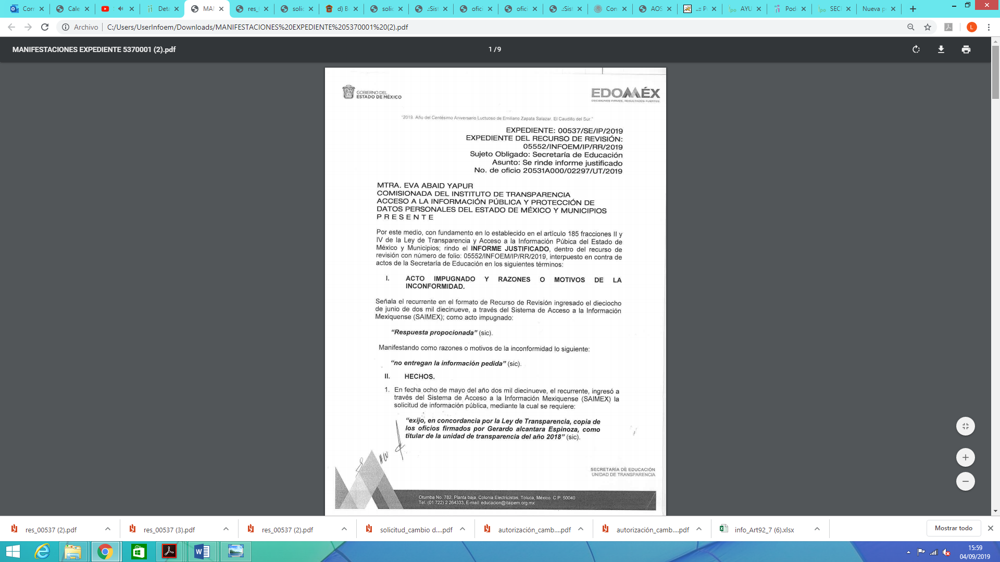 Corr
Cale
Deta
MAI
res_
solic
d) B
solic
.:Sist
ofici
ofici
.:Sist
Con
AOS
..:: P
AYU
Pod
SEC
Nueva p
Archivo
C:/Users/UserInfoem/Downloads/MANIFESTACIONES%20EXPEDIENTE%205370001%20(2).pdf
L
MANIFESTACIONES EXPEDIENTE 5370001 (2).pdf
1 / 9
GOBIERNO DEL
ESTADO DE MÉXICO
EDOMÉX
DECISIONES FIRMES, RESULTADOS FUERTES.
"2019. Año del Centésimo Aniversario Luctuoso de Emiliano Zapata Salazar. El Caudillo del Sur."
EXPEDIENTE: 00537/SE/IP/2019
EXPEDIENTE DEL RECURSO DE REVISIÓN:
05552/INFOEM/IP/RR/2019
Sujeto Obligado: Secretaría de Educación
Asunto: Se rinde informe justificado
No. de oficio 20531A000/02297/UT/2019
MTRA. EVA ABAID YAPUR
COMISIONADA DEL INSTITUTO DE TRANSPARENCIA
ACCESO A LA INFORMACIÓN PÚBLICA Y PROTECCIÓN DE
DATOS PERSONALES DEL ESTADO DE MÉXICO Y MUNICIPIOS
P R E S E N T E
Por este medio, con fundamento en lo establecido en el artículo 185 fracciones II y
IV de la Ley de Transparencia y Acceso a la Información Púbica del Estado de
México y Municipios; rindo el INFORME JUSTIFICADO, dentro del recurso de
revisión con número de folio: 05552/INFOEM/IP/RR/2019, interpuesto en contra de
actos de la Secretaría de Educación en los siguientes términos:
I. ACTO IMPUGNADO Y RAZONES O MOTIVOS DE LA
INCONFORMIDAD.
Señala el recurrente en el formato de Recurso de Revisión ingresado el dieciocho
de junio de dos mil diecinueve, a través del Sistema de Acceso a la Información
Mexiquense (SAIMEX); como acto impugnado:
"Respuesta propocionada" (sic).
Manifestando como razones o motivos de la inconformidad lo siguiente:
"no entregan la información pedida" (sic).
II. HECHOS.
1. En fecha ocho de mayo del año dos mil diecinueve, el recurrente, ingresó a
través del Sistema de Acceso a la Información Mexiquense (SAIMEX) la
solicitud de información pública, mediante la cual se requiere:
"exijo, en concordancia por la Ley de Transparencia, copia de
los oficios firmados por Gerardo alcantara Espinoza, como
titular de la unidad de transparencia del año 2018" (sic).
SECRETARÍA DE EDUCACIÓN
UNIDAD DE TRANSPARENCIA
Otumba No. 782, Planta baja, Colonia Electricistas, Toluca, México. C.P. 50040
Tel. (01 722) 2 264333, E-mail: educacion@itaipem.org.mx
res_00537 (2).pdf
res_00537 (3).pdf
res_00537 (2).pdf
solicitud_cambio d....pdf
autorización_camb....pdf
autorización_camb....pdf
info_Art92_7 (6).xlsx
Mostrar todo
15:59
04/09/2019